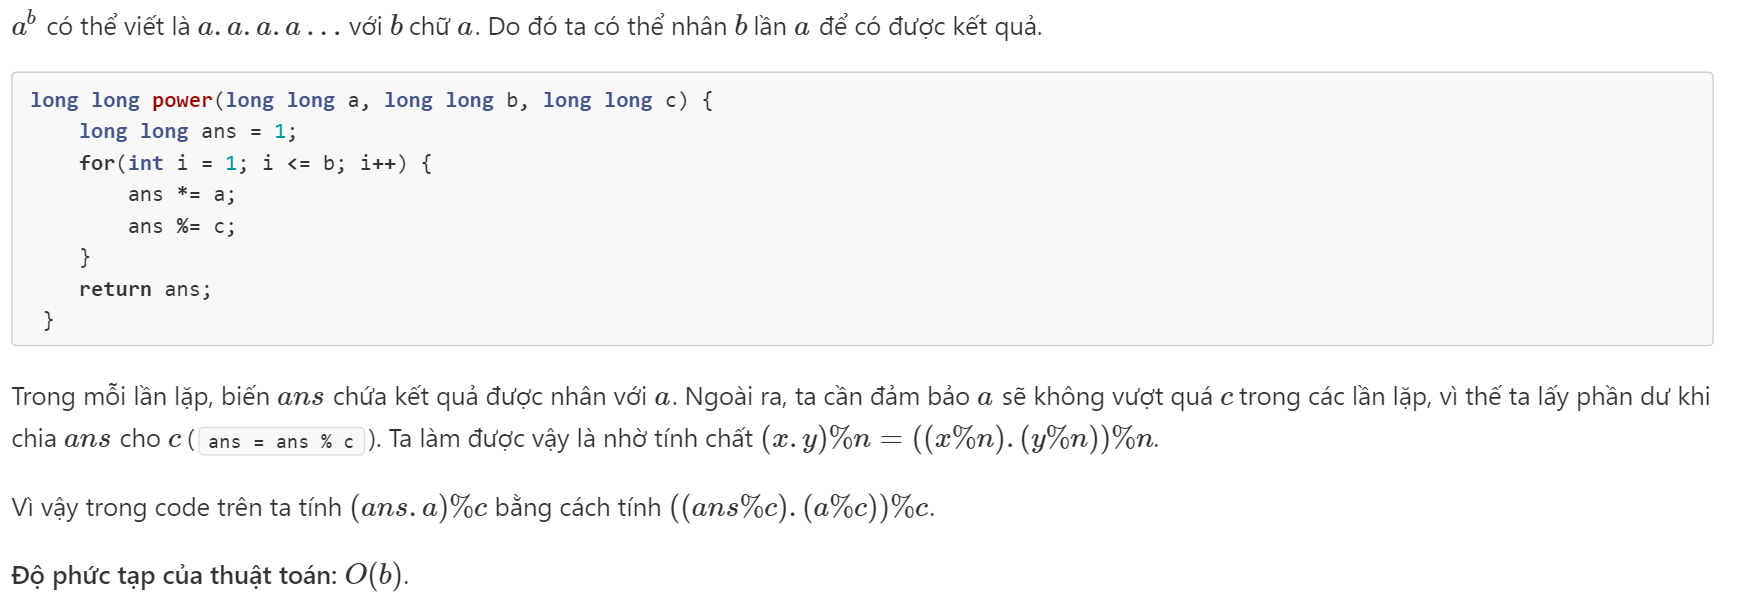 a^b có thể viết là a. a. a. a . . . với b chữ a. Do đó ta có thể nhân b lần a để có được kết quả.
long long power(long long a, long long b, long long c) {
    long long ans = 1;
    for(int i = 1; i <= b; i++) {
        ans *= a;
        ans %= c;
    }
    return ans;
 }
Trong mỗi lần lặp, biến ans chứa kết quả được nhân với a. Ngoài ra, ta cần đảm bảo a sẽ không vượt quá c trong các lần lặp, vì thế ta lấy phần dư khi
chia ans cho c ( ans = ans % c ). Ta làm được vậy là nhờ tính chất (x. y)%n = ((x%n). (y%n))%n.
Vì vậy trong code trên ta tính (ans. a)%c bằng cách tính ((ans%c). (a%c))%c.
Độ phức tạp của thuật toán: O(b).